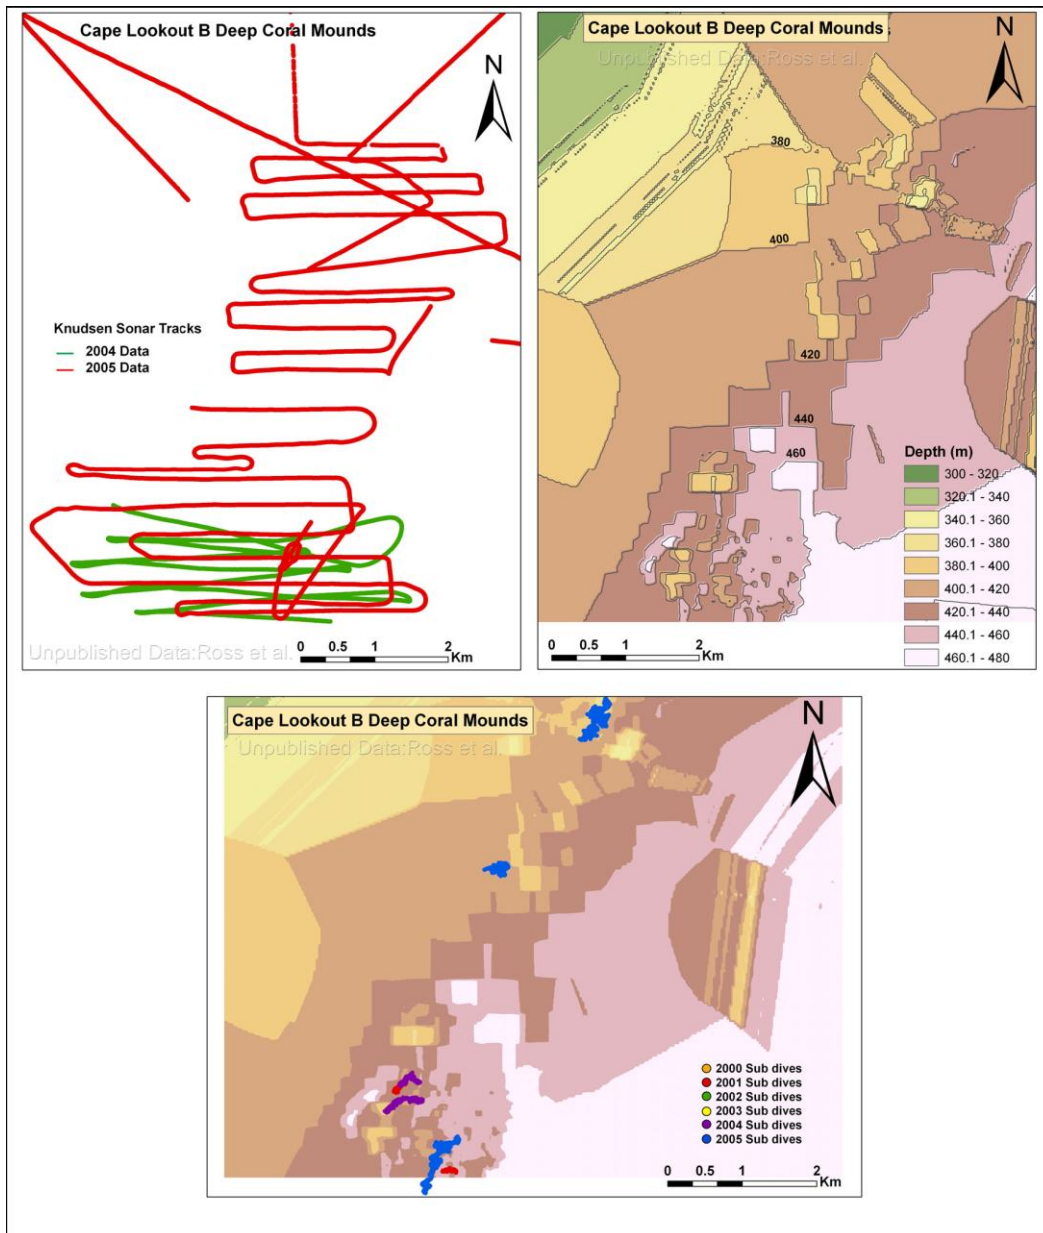 Cape Lookout B Deep Coral Mounds
N
Knudsen Sonar Tracks
2004 Data
2005 Data
Unpublished Data:Ross et al.
0 0.5 1 2
Km
Cape Lookout B Deep Coral Mounds
Unpublished Data:Ross et al.
N
380
400
420
440
460
Depth (m)
300 - 320
320.1 - 340
340.1 - 360
360.1 - 380
380.1 - 400
400.1 - 420
420.1 - 440
440.1 - 460
460.1 - 480
0 0.5 1 2
Km
Cape Lookout B Deep Coral Mounds
Unpublished Data:Ross et al.
N
2000 Sub dives
2001 Sub dives
2002 Sub dives
2003 Sub dives
2004 Sub dives
2005 Sub dives
0 0.5 1 2
Km